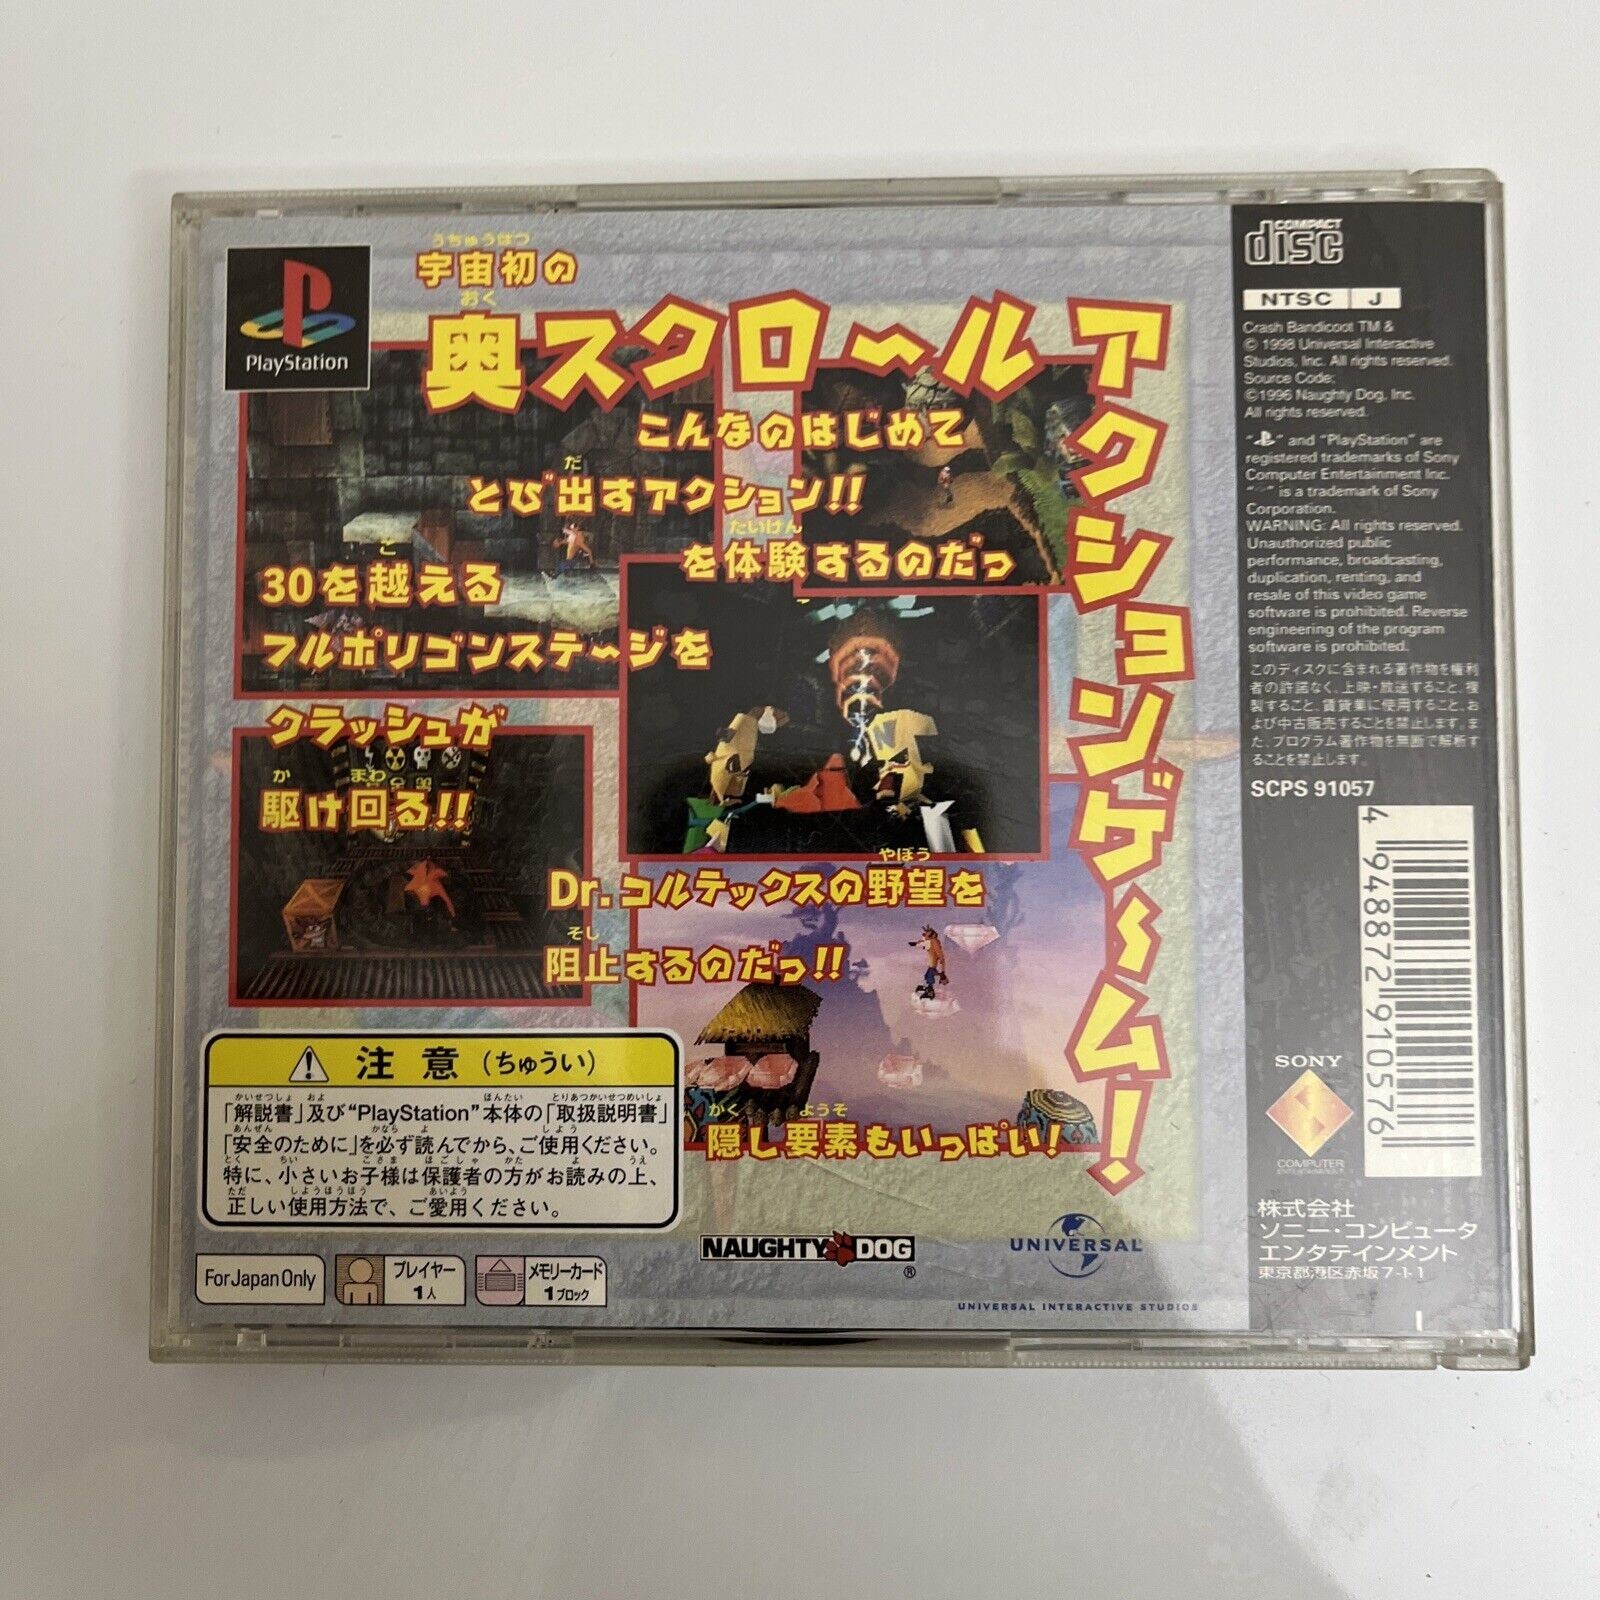 PlayStation
うちゅうはつ
宇宙初の
おく
奥スクロールアクションゲーム!
こんなのはじめて
だ
とび出すアクション!!
たいけん
を体験するのだっ
こ
30を越える
フルポリゴンステージを
クラッシュが
か まわ
駆け回る!!
やぼう
Dr.コルテックスの野望を
そし
阻止するのだっ!!
かく ようそ
隠し要素もいっぱい!
注意(ちゅうい)
かいせつしょ およ ほんたい とりあつかいせつめいしょ
「解説書」及び“PlayStation”本体の「取扱説明書」
あんぜん かなら よ しよう
「安全のために」を必ず読んでから、ご使用ください。
とく ちい こさま ほごしゃ かた よ うえ
特に、小さいお子様は保護者の方がお読みの上、
ただ しようほうほう あいよう
正しい使用方法で、ご愛用ください。
For Japan Only
プレイヤー
1人
メモリーカード
1ブロック
NAUGHTY DOG
®
UNIVERSAL
UNIVERSAL INTERACTIVE STUDIOS
COMPACT
disc
NTSC J
Crash Bandicoot TM &
© 1998 Universal Interactive
Studios, Inc. All rights reserved.
Source Code;
©1996 Naughty Dog, Inc.
All rights reserved.
“ ” and “PlayStation” are
registered trademarks of Sony
Computer Entertainment Inc.
“ ” is a trademark of Sony
Corporation.
WARNING: All rights reserved.
Unauthorized public
performance, broadcasting,
duplication, renting, and
resale of this video game
software is prohibited. Reverse
engineering of the program
software is prohibited.
このディスクに含まれる著作物を権利
者の許諾なく、上映・放送すること、複
製すること、賃貸業に使用すること、お
よび中古販売することを禁止します。ま
た、プログラム著作物を無断で解析す
ることを禁止します。
SCPS 91057
4 948872 910576
SONY
COMPUTER
ENTERTAINMENT
株式会社
ソニー・コンピュータ
エンタテインメント
東京都港区赤坂7-1-1